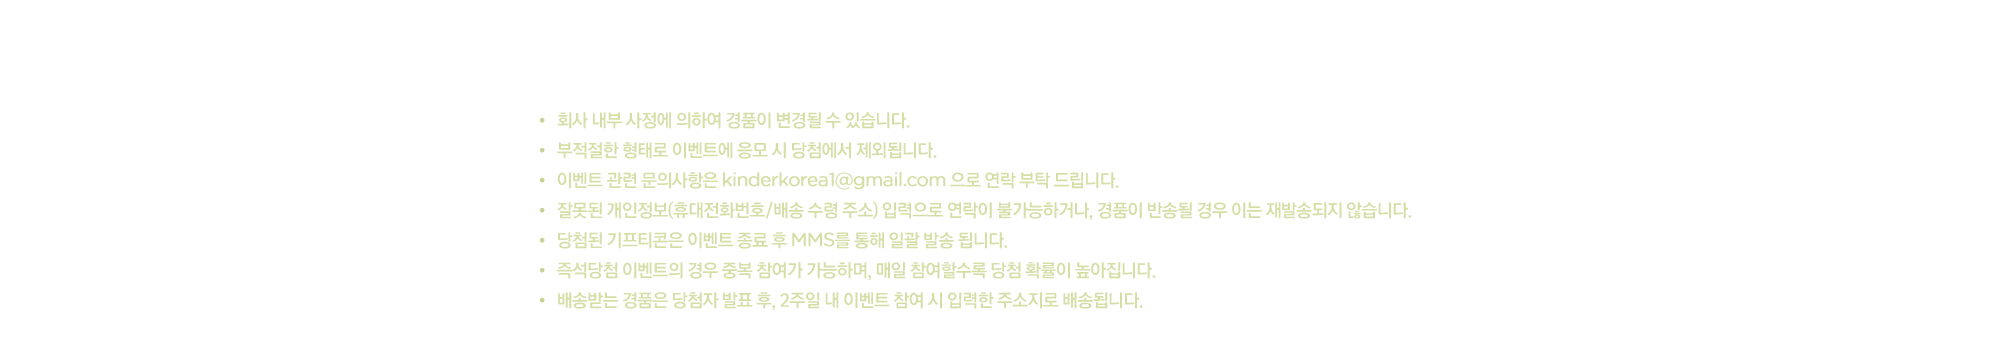 • 회사 내부 사정에 의하여 경품이 변경될 수 있습니다.
• 부적절한 형태로 이벤트에 응모 시 당첨에서 제외됩니다.
• 이벤트 관련 문의사항은 kinderkorea1@gmail.com 으로 연락 부탁 드립니다.
• 잘못된 개인정보(휴대전화번호/배송 수령 주소) 입력으로 연락이 불가능하거나, 경품이 반송될 경우 이는 재발송되지 않습니다.
• 당첨된 기프티콘은 이벤트 종료 후 MMS를 통해 일괄 발송 됩니다.
• 즉석당첨 이벤트의 경우 중복 참여가 가능하며, 매일 참여할수록 당첨 확률이 높아집니다.
• 배송받는 경품은 당첨자 발표 후, 2주일 내 이벤트 참여 시 입력한 주소지로 배송됩니다.